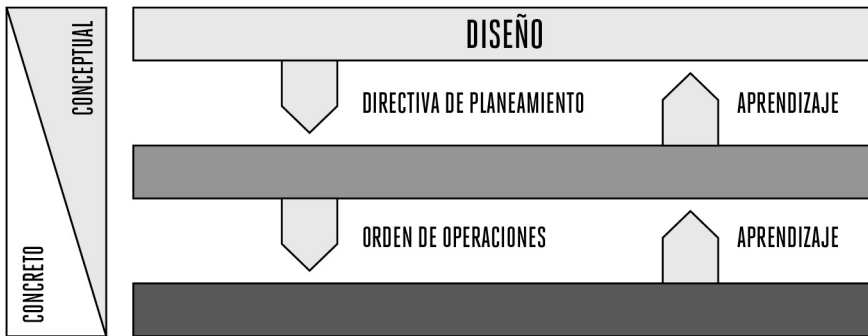 CONCEPTUAL
CONCRETO
DISEÑO
DIRECTIVA DE PLANEAMIENTO
APRENDIZAJE
ORDEN DE OPERACIONES
APRENDIZAJE